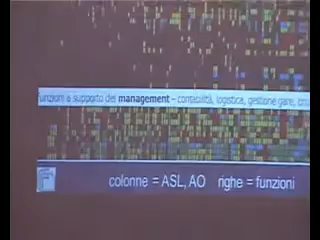 funzioni a supporto del management - contabilità, logistica, gestione gare,
colonne = ASL, AO righe = funzioni